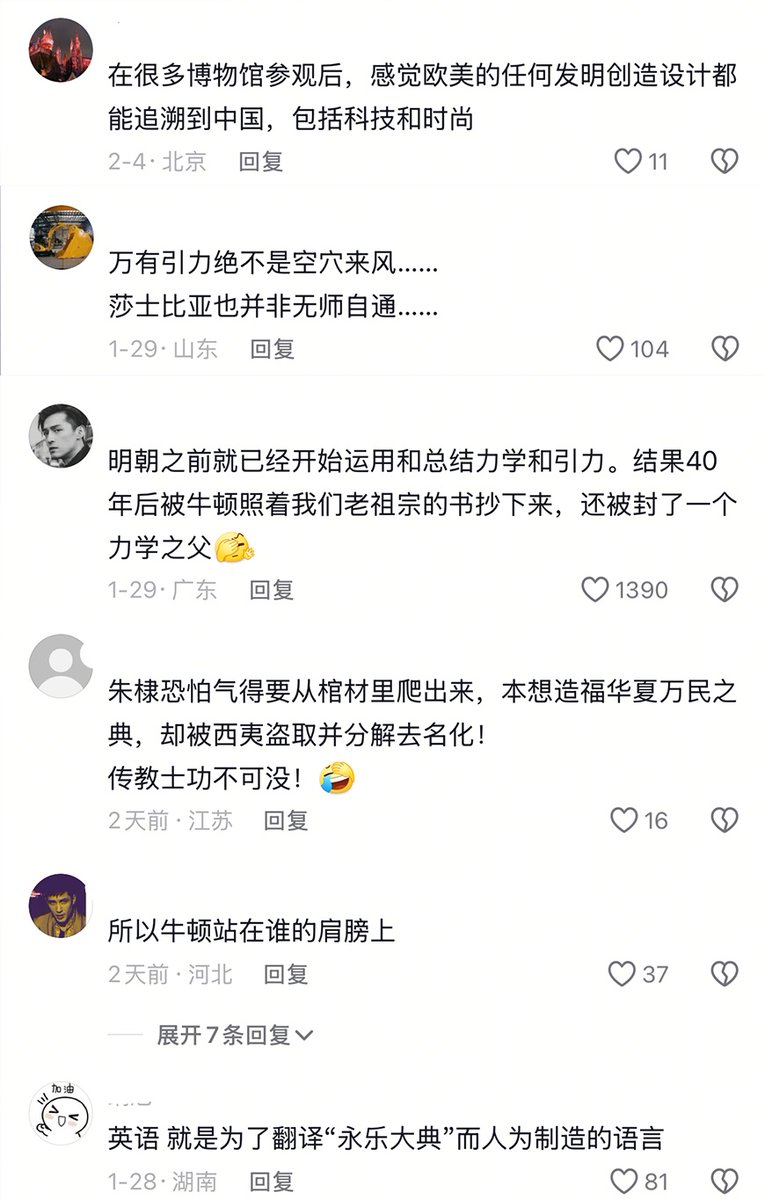 在很多博物馆参观后，感觉欧美的任何发明创造设计都
能追溯到中国，包括科技和时尚
2-4·北京 回复 11
万有引力绝不是空穴来风……
莎士比亚也并非无师自通……
1-29·山东 回复 104
明朝之前就已经开始运用和总结力学和引力。结果40
年后被牛顿照着我们老祖宗的书抄下来，还被封了一个
力学之父
1-29·广东 回复 1390
朱棣恐怕气得要从棺材里爬出来，本想造福华夏万民之
典，却被西夷盗取并分解去名化！
传教士功不可没！
2天前·江苏 回复 16
所以牛顿站在谁的肩膀上
2天前·河北 回复 37
展开7条回复
加油
英语 就是为了翻译“永乐大典”而人为制造的语言
1-28·湖南 回复 81